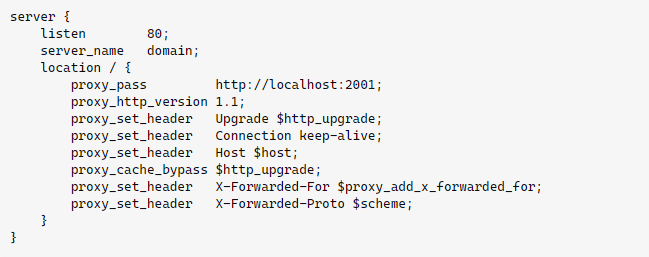 server {
    listen        80;
    server_name   domain;
    location / {
        proxy_pass         http://localhost:2001;
        proxy_http_version 1.1;
        proxy_set_header   Upgrade $http_upgrade;
        proxy_set_header   Connection keep-alive;
        proxy_set_header   Host $host;
        proxy_cache_bypass $http_upgrade;
        proxy_set_header   X-Forwarded-For $proxy_add_x_forwarded_for;
        proxy_set_header   X-Forwarded-Proto $scheme;
    }
}